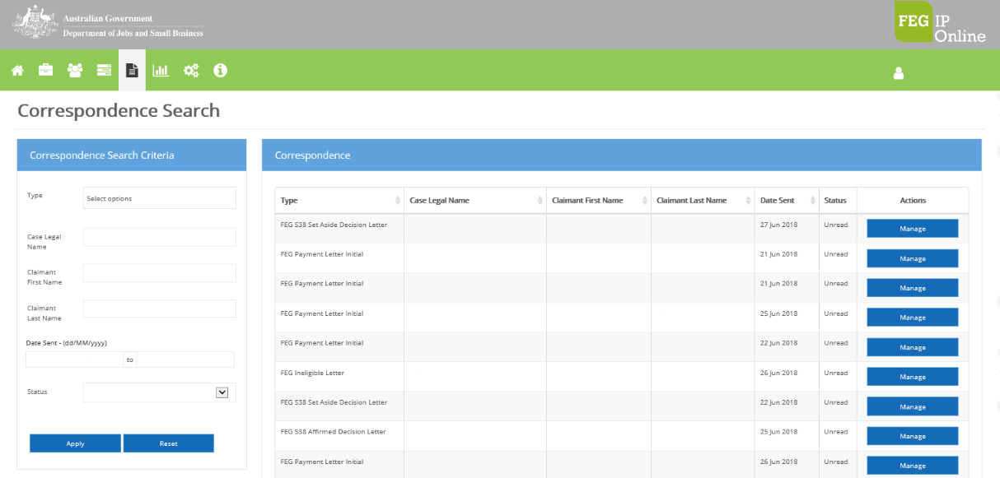 Australian Government
Department of Jobs and Small Business
FEG IP
Online
Correspondence Search
Correspondence Search Criteria
Type
Select options
Case Legal
Name
Claimant
First Name
Claimant
Last Name
Date Sent - (dd/MM/yyyy)
to
Status
Apply Reset
Correspondence
Type Case Legal Name Claimant First Name Claimant Last Name Date Sent Status Actions
FEG S38 Set Aside Decision Letter 27 Jun 2018 Unread Manage
FEG Payment Letter Initial 21 Jun 2018 Unread Manage
FEG Payment Letter Initial 21 Jun 2018 Unread Manage
FEG Payment Letter Initial 25 Jun 2018 Unread Manage
FEG Payment Letter Initial 22 Jun 2018 Unread Manage
FEG Ineligible Letter 26 Jun 2018 Unread Manage
FEG S38 Set Aside Decision Letter 22 Jun 2018 Unread Manage
FEG S38 Affirmed Decision Letter 25 Jun 2018 Unread Manage
FEG Payment Letter Initial 26 Jun 2018 Unread Manage